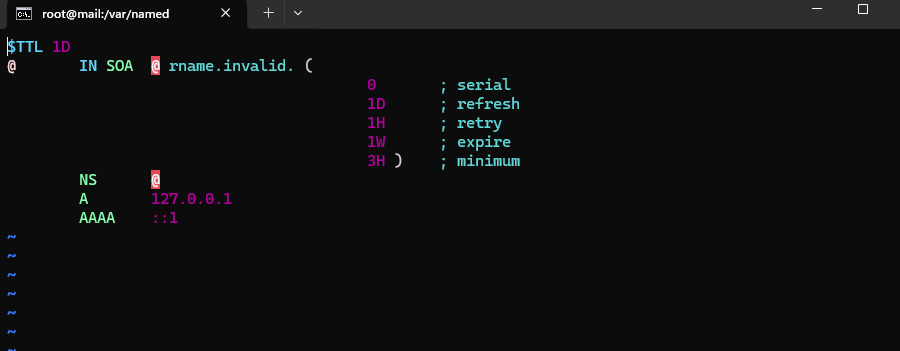 root@mail:/var/named
$TTL 1D
@ IN SOA @ rname.invalid. (
0 ; serial
1D ; refresh
1H ; retry
1W ; expire
3H ) ; minimum
NS @
A 127.0.0.1
AAAA ::1
~
~
~
~
~
~